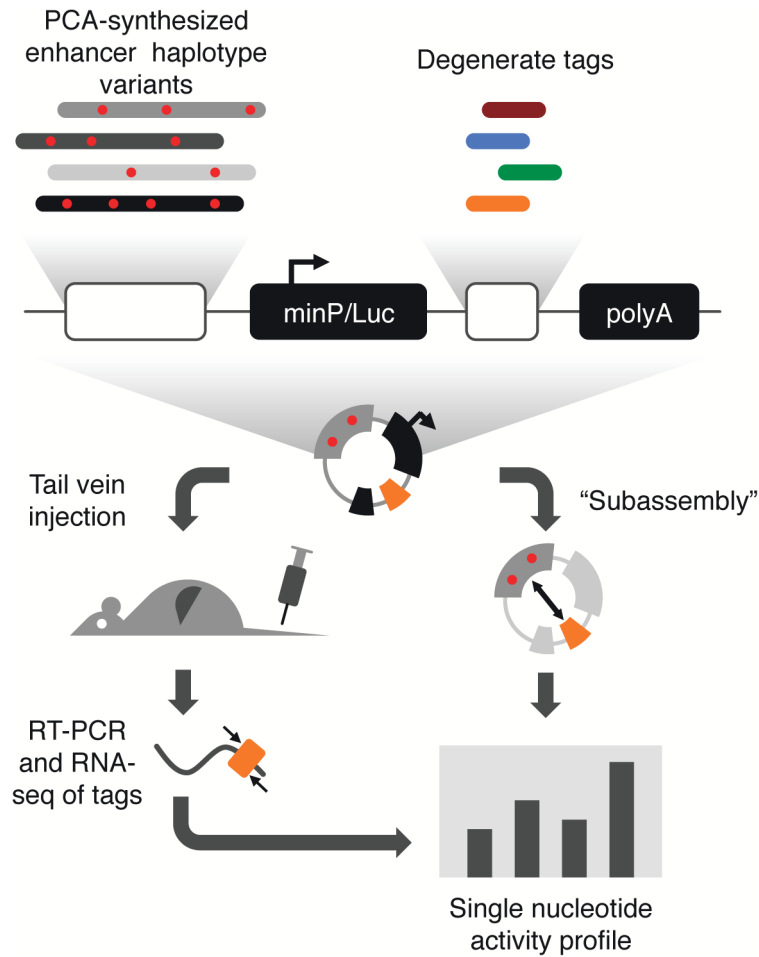 PCA-synthesized
enhancer haplotype
variants
Degenerate tags
minP/Luc
polyA
Tail vein
injection
“Subassembly”
RT-PCR
and RNA-
seq of tags
Single nucleotide
activity profile